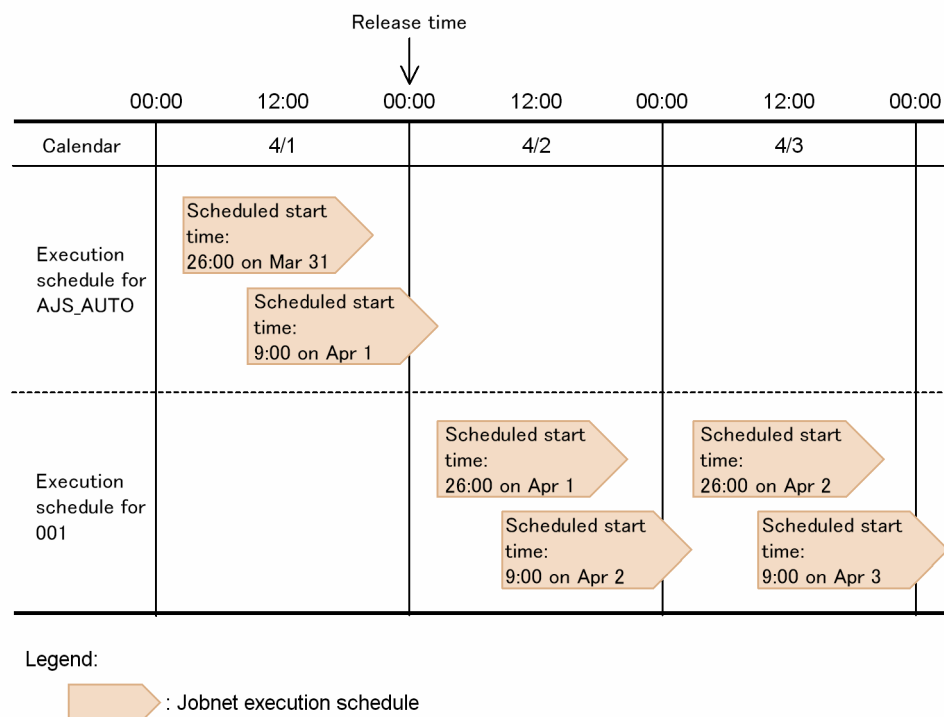 Release time
00:00 12:00 00:00 12:00 00:00 12:00 00:00
Calendar 4/1 4/2 4/3
Execution
schedule for
AJS_AUTO
Scheduled start
time:
26:00 on Mar 31
Scheduled start
time:
9:00 on Apr 1
Execution
schedule for
001
Scheduled start
time:
26:00 on Apr 1
Scheduled start
time:
9:00 on Apr 2
Scheduled start
time:
26:00 on Apr 2
Scheduled start
time:
9:00 on Apr 3
Legend:
: Jobnet execution schedule